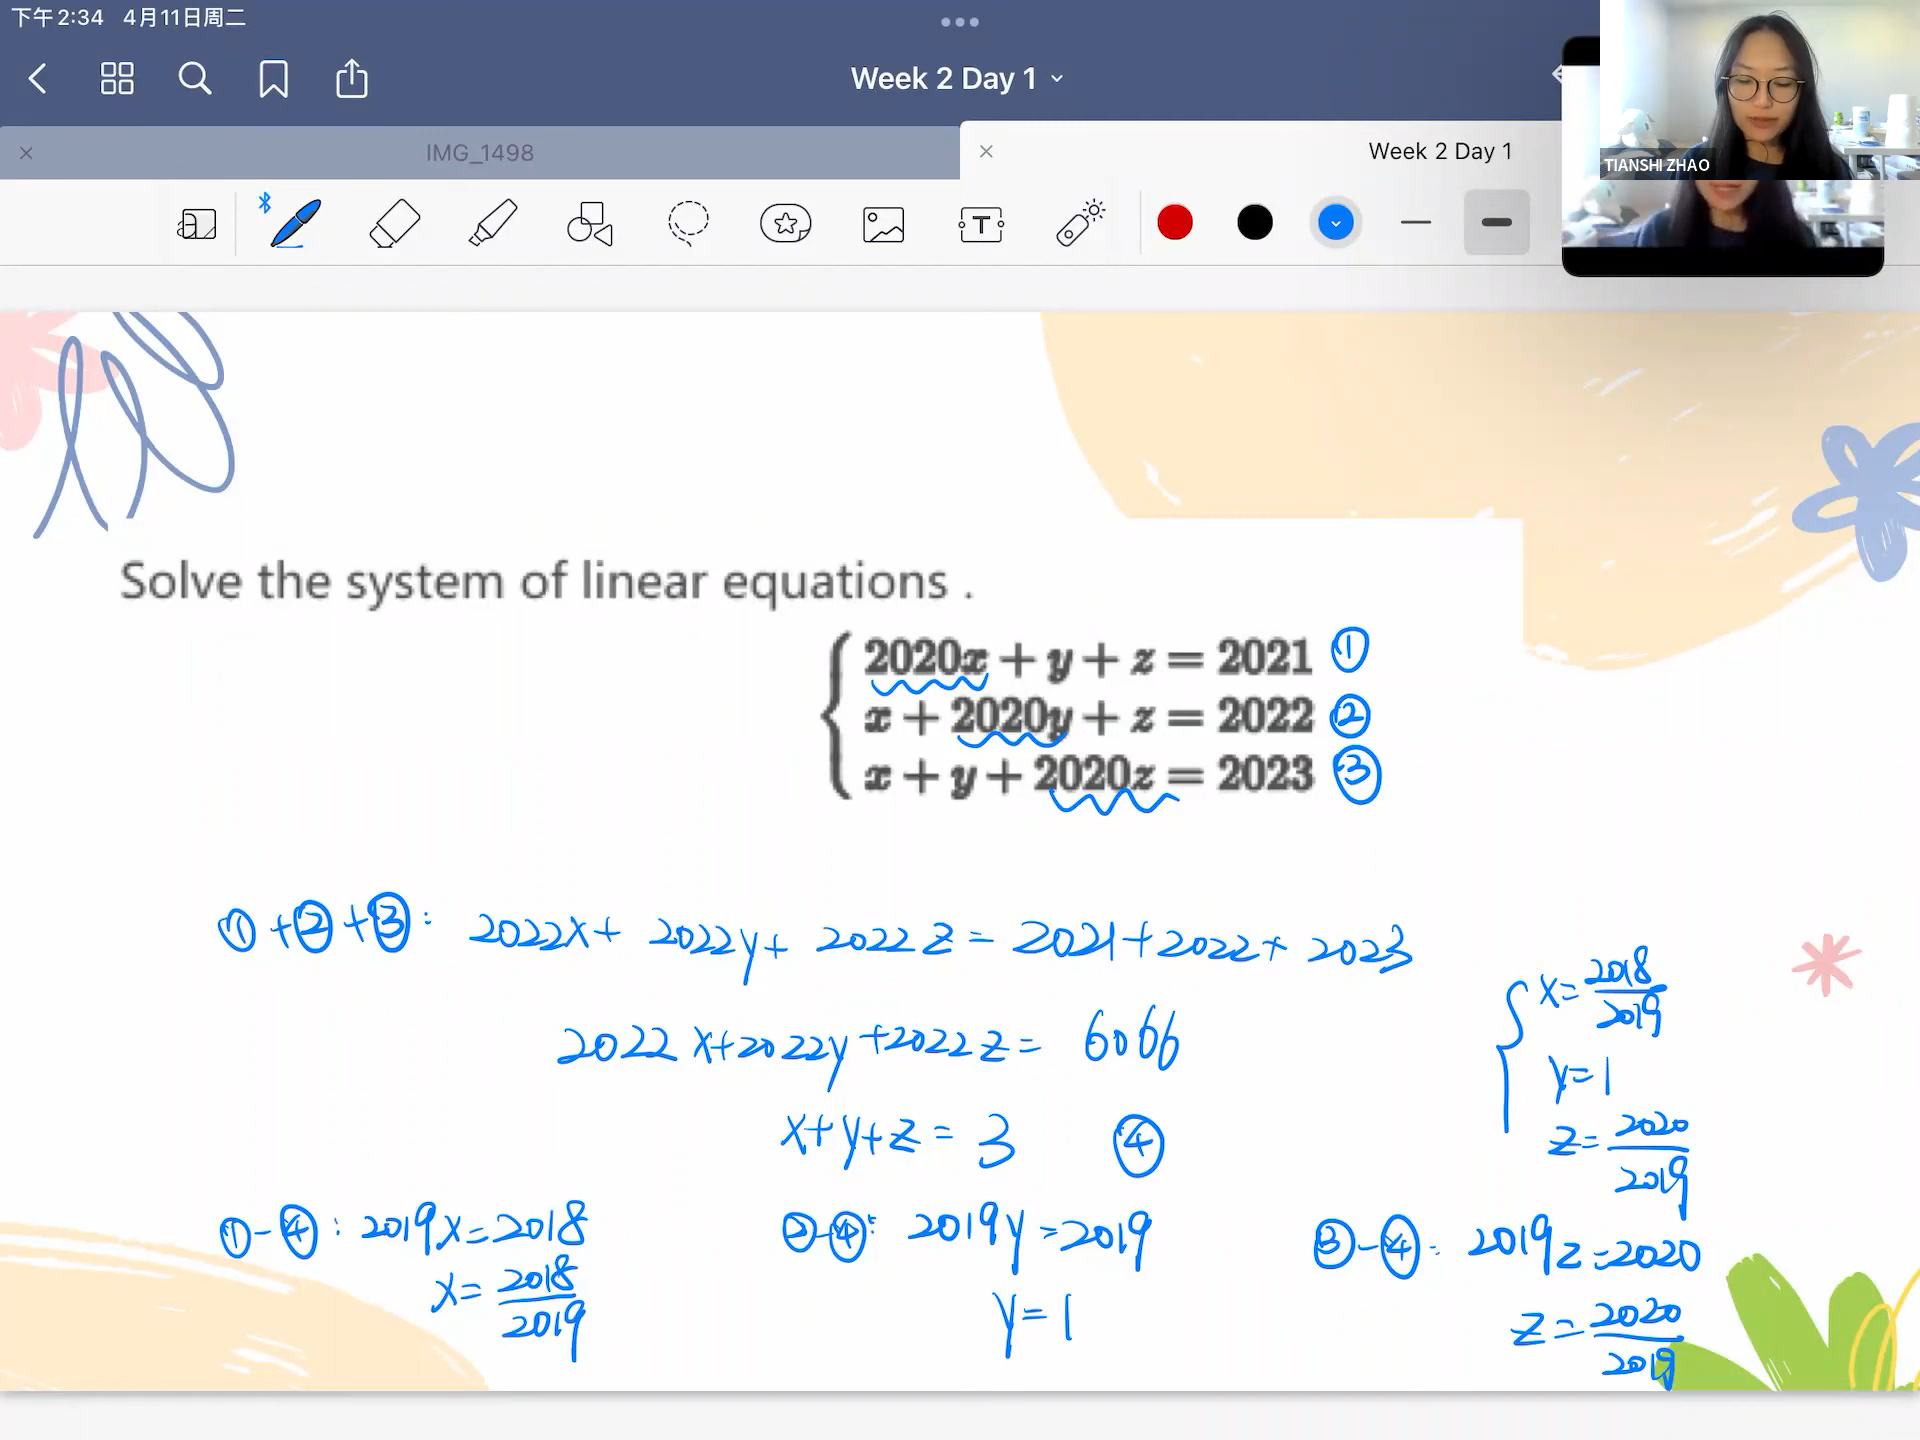 下午2:34 4月11日周二
Week 2 Day 1
IMG_1498
Week 2 Day 1
TIANSHI ZHAO
Solve the system of linear equations .
2020x + y + z = 2021 ①
x + 2020y + z = 2022 ②
x + y + 2020z = 2023 ③
①+②+③: 2022x+ 2022y+ 2022z = 2021+2022+ 2023
2022x+2022y+2022z = 6066
x+y+z = 3 ④
①-④: 2019x=2018
x= 2018/2019
②-④: 2019y=2019
y=1
③-④: 2019z=2020
z= 2020/2019
{ x= 2018/2019
y=1
z= 2020/2019